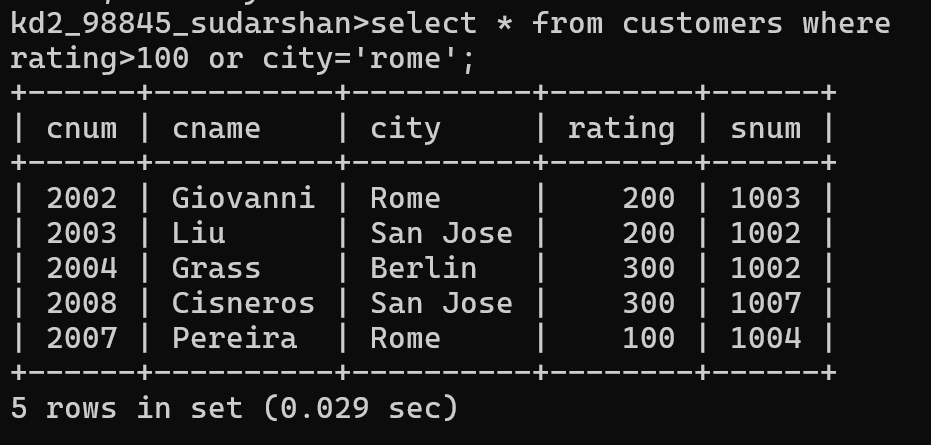 kd2_98845_sudarshan>select * from customers where
rating>100 or city='rome';
+------+----------+----------+--------+------+
| cnum | cname    | city     | rating | snum |
+------+----------+----------+--------+------+
| 2002 | Giovanni | Rome     |    200 | 1003 |
| 2003 | Liu      | San Jose |    200 | 1002 |
| 2004 | Grass    | Berlin   |    300 | 1002 |
| 2008 | Cisneros | San Jose |    300 | 1007 |
| 2007 | Pereira  | Rome     |    100 | 1004 |
+------+----------+----------+--------+------+
5 rows in set (0.029 sec)